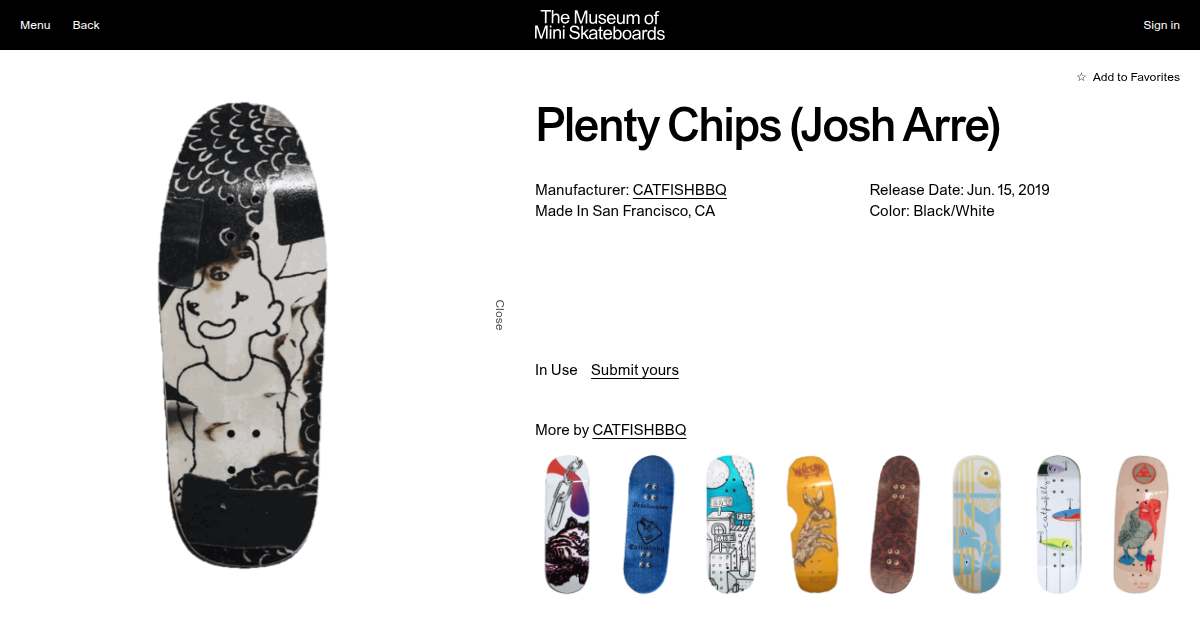 Menu
Back
The Museum of
Mini Skateboards
Sign in
☆ Add to Favorites
Plenty Chips (Josh Arre)
Manufacturer: CATFISHBBQ
Made In San Francisco, CA
Release Date: Jun. 15, 2019
Color: Black/White
Close
In Use
Submit yours
More by CATFISHBBQ